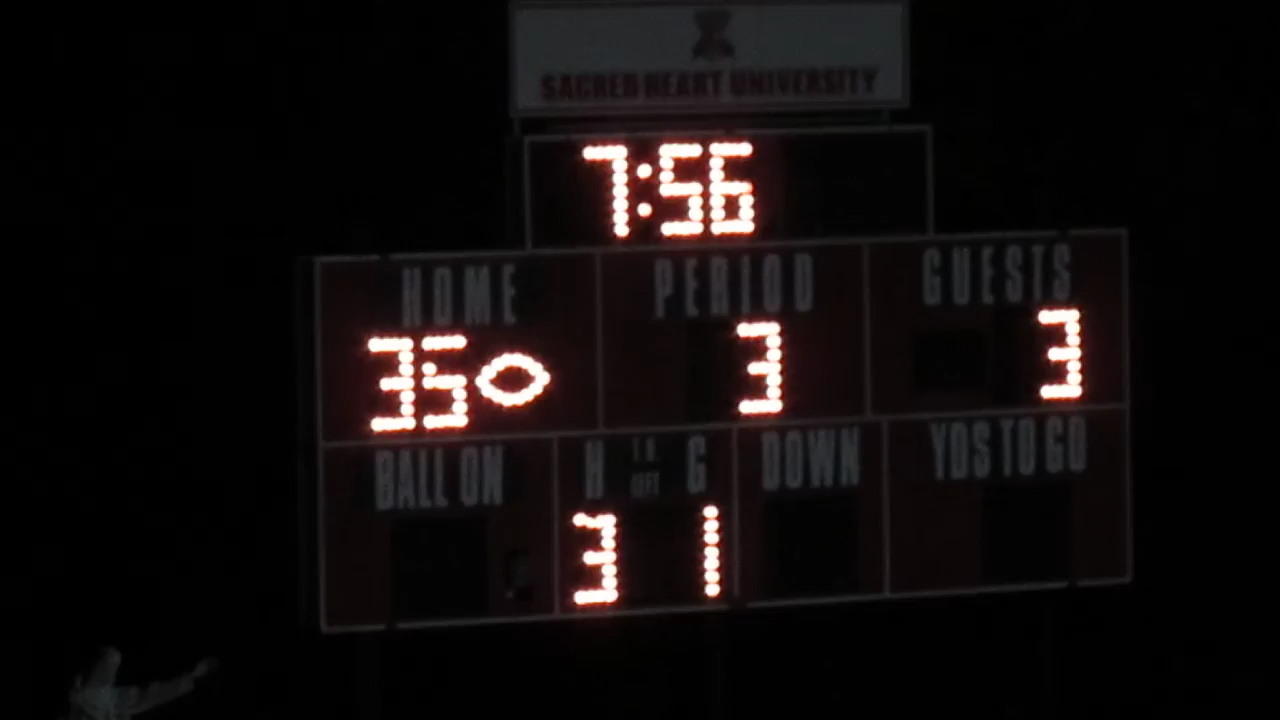 SACRED HEART UNIVERSITY
7:56
HOME PERIOD GUESTS
35 3 3
BALL ON H T.O. LEFT G DOWN YDS TO GO
3 1